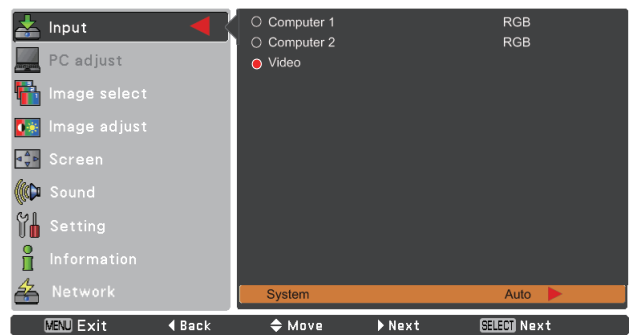 Input
PC adjust
Image select
Image adjust
Screen
Sound
Setting
Information
Network
Computer 1 RGB
Computer 2 RGB
Video
System Auto
MENU Exit Back Move Next SELECT Next